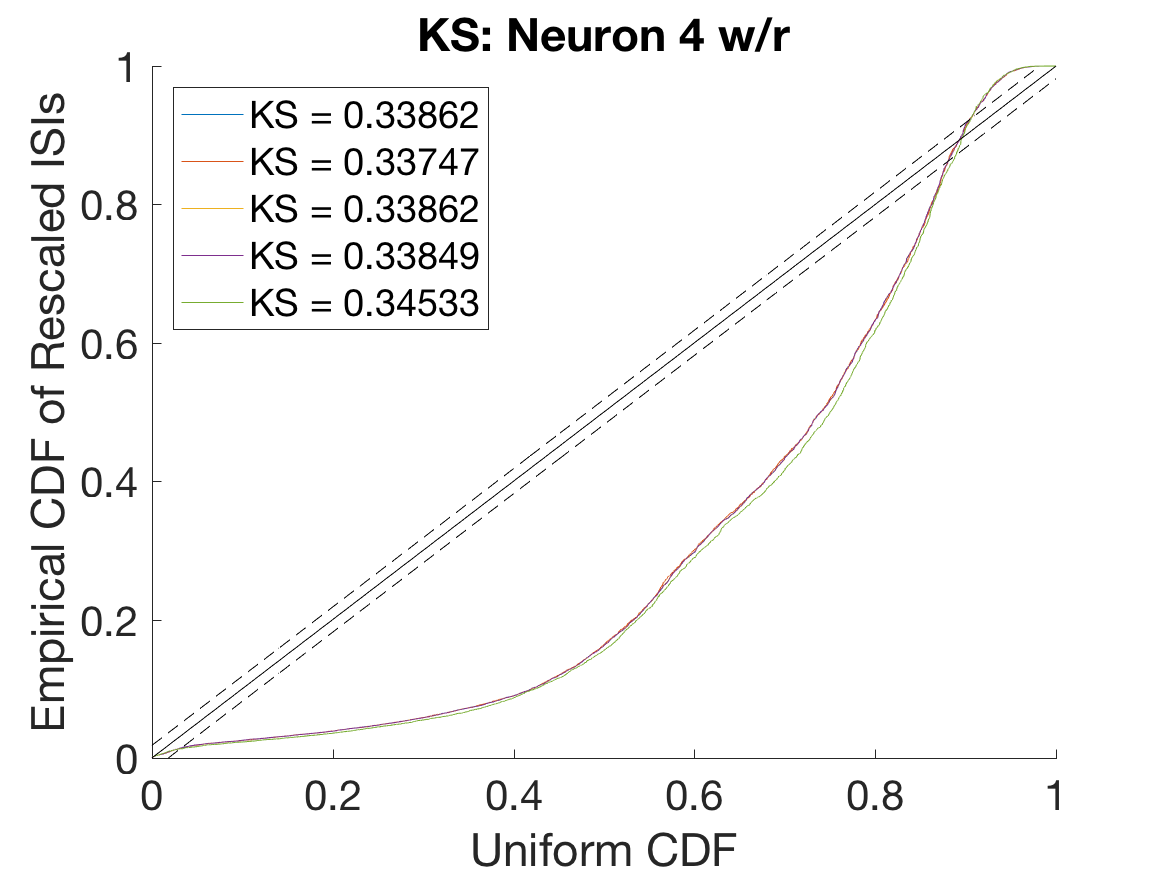 KS: Neuron 4 w/r
KS = 0.33862
KS = 0.33747
KS = 0.33862
KS = 0.33849
KS = 0.34533
Empirical CDF of Rescaled ISIs
1
0.8
0.6
0.4
0.2
0
0 0.2 0.4 0.6 0.8 1
Uniform CDF